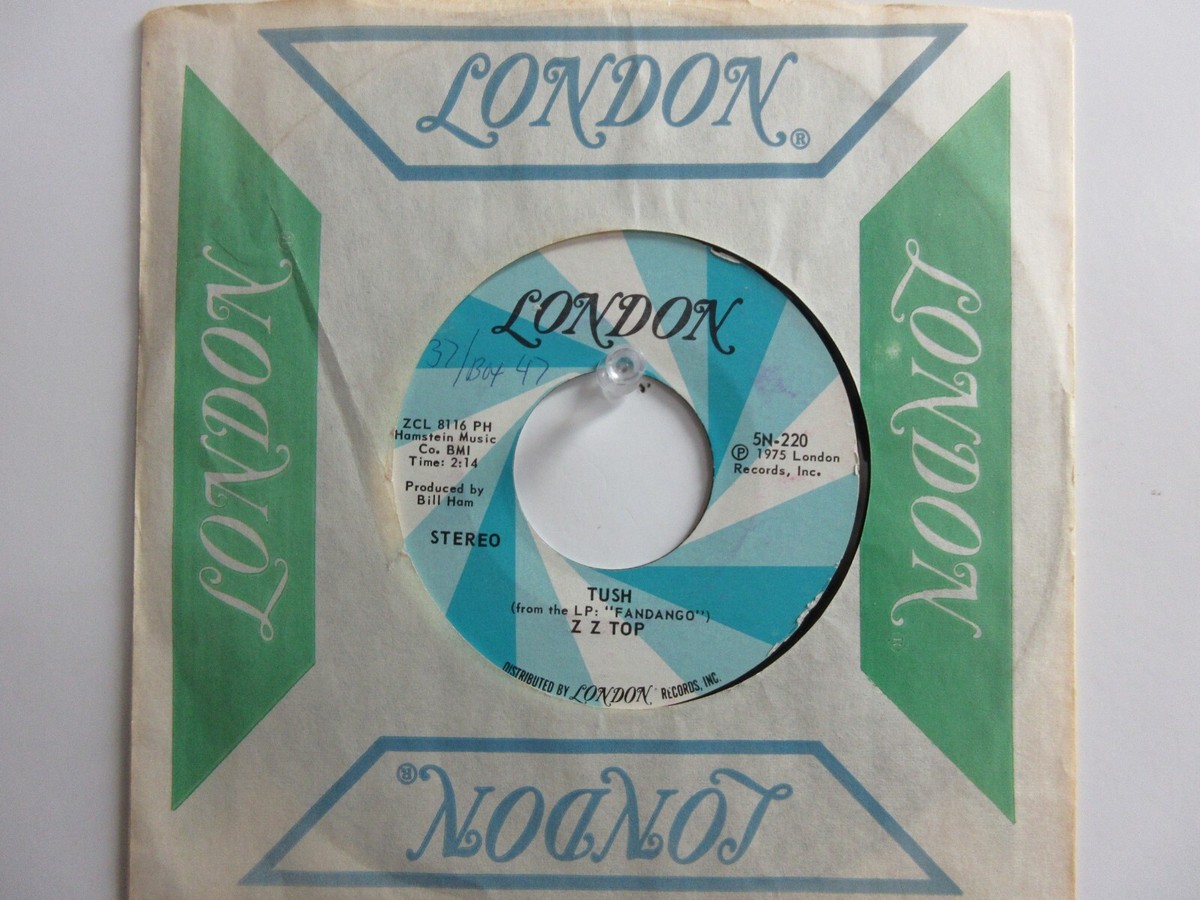 LONDON®
LONDON®
LONDON
37/Box 47
ZCL 8116 PH
Hamstein Music
Co. BMI
Time: 2:14
Produced by
Bill Ham
STEREO
5N-220
℗ 1975 London
Records, Inc.
TUSH
(from the LP: "FANDANGO")
Z Z TOP
DISTRIBUTED BY LONDON® RECORDS, INC.
LONDON®
LONDON®